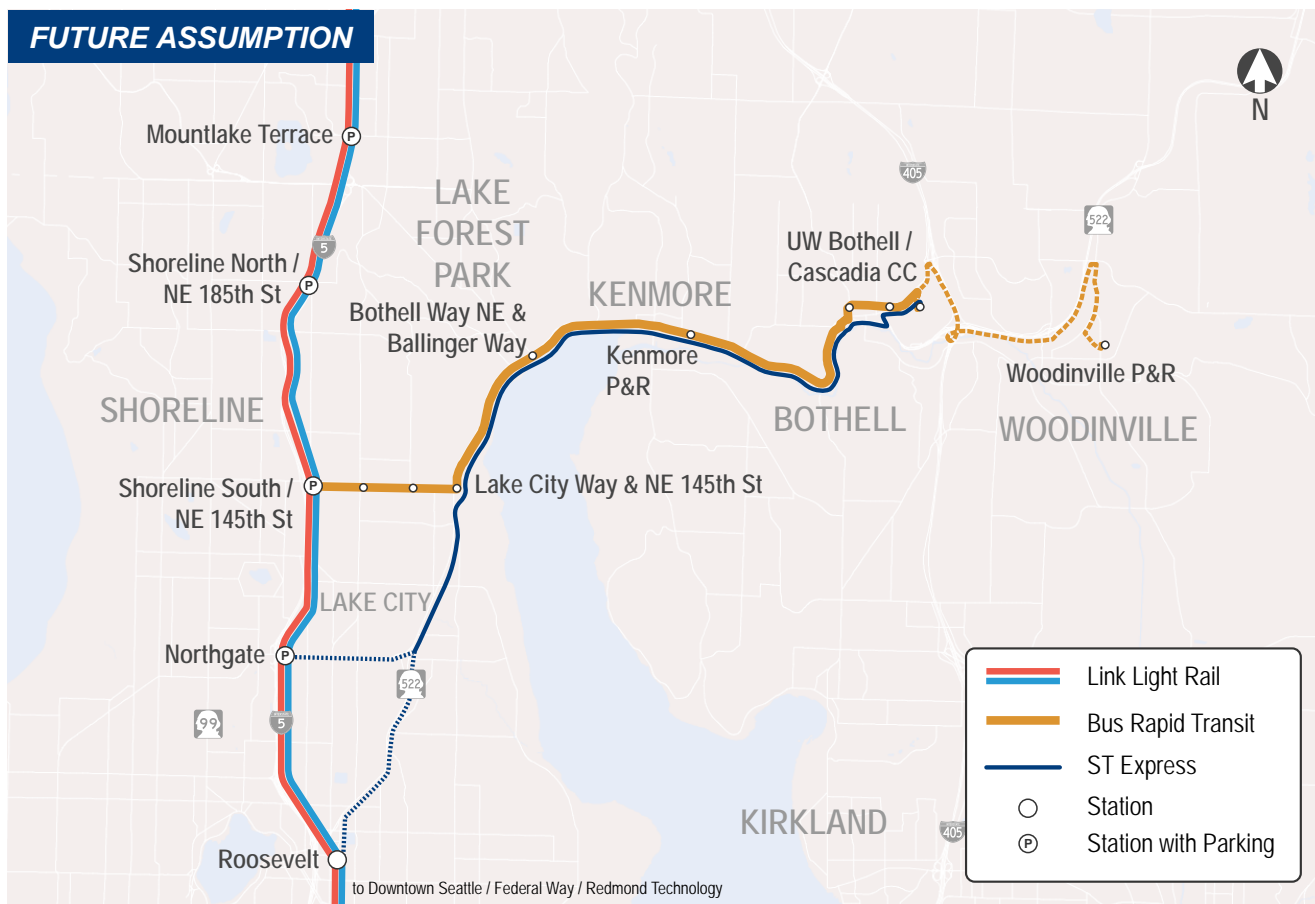 FUTURE ASSUMPTION
N
Mountlake Terrace
P
LAKE
FOREST
PARK
405
522
5
UW Bothell /
Cascadia CC
Shoreline North /
NE 185th St
P
KENMORE
Bothell Way NE &
Ballinger Way
Kenmore
P&R
Woodinville P&R
SHORELINE
BOTHELL
WOODINVILLE
Shoreline South /
NE 145th St
P
Lake City Way & NE 145th St
LAKE CITY
Northgate
P
522
99
5
Link Light Rail
Bus Rapid Transit
ST Express
Station
P
Station with Parking
KIRKLAND
405
Roosevelt
to Downtown Seattle / Federal Way / Redmond Technology